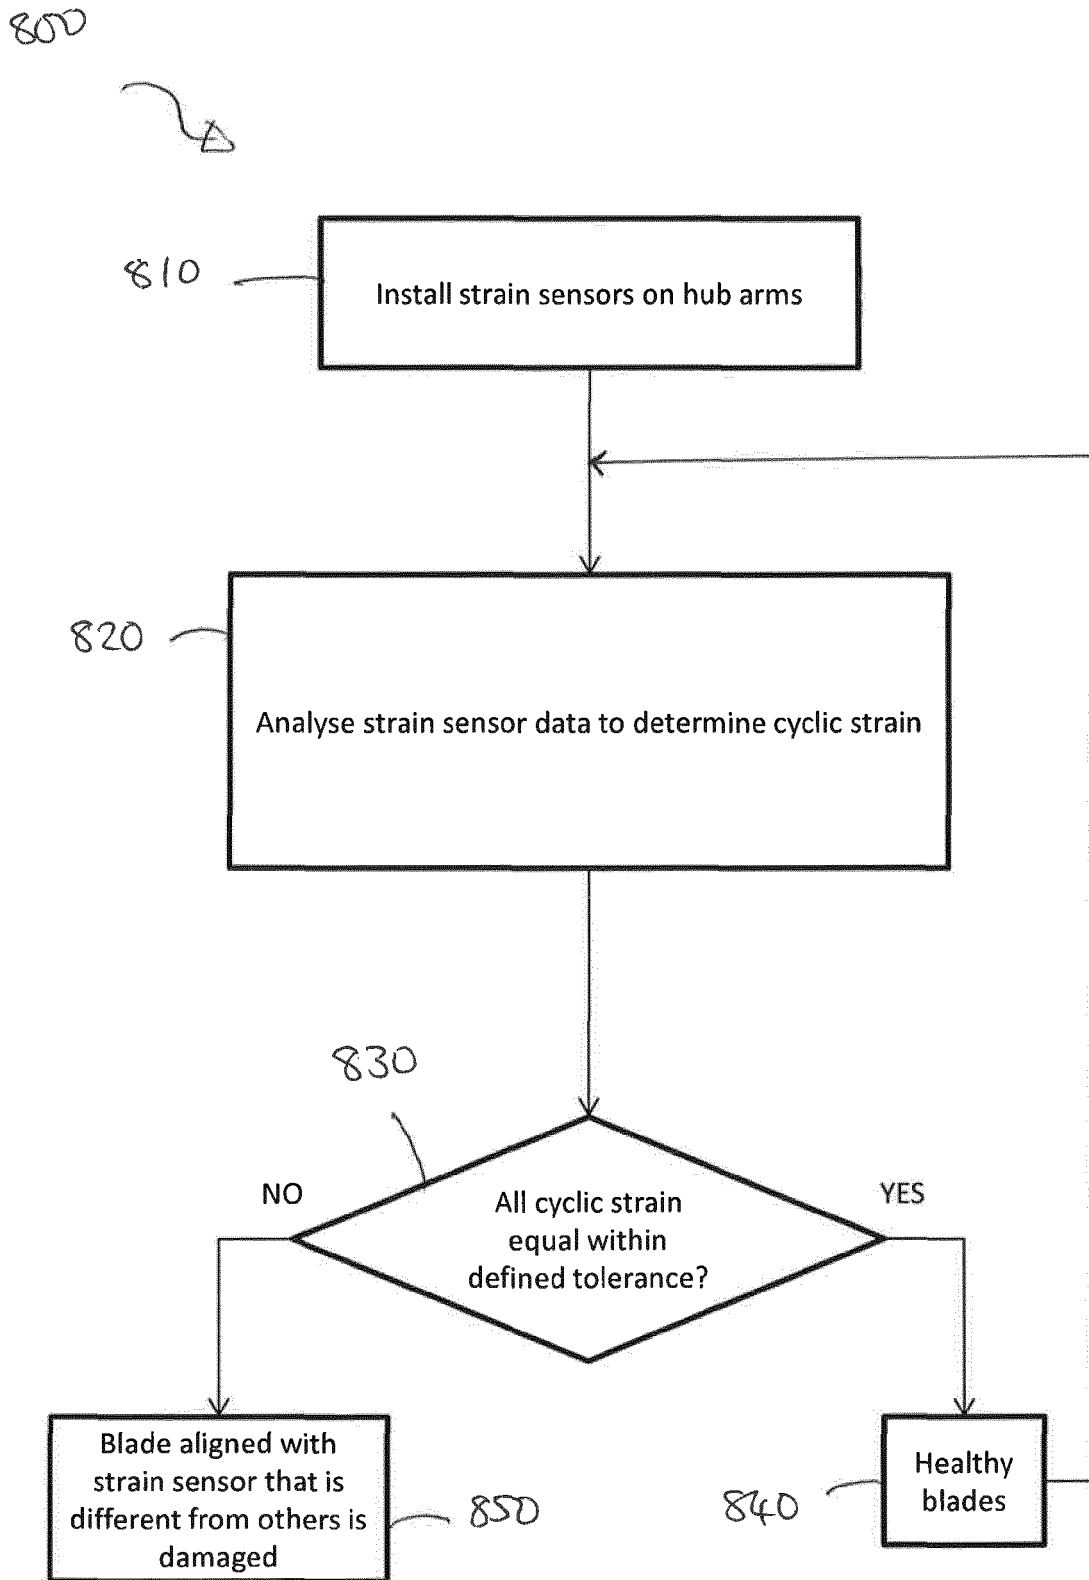 800
810
Install strain sensors on hub arms
820
Analyse strain sensor data to determine cyclic strain
830
NO
YES
All cyclic strain
equal within
defined tolerance?
Blade aligned with
strain sensor that is
different from others is
damaged
850
840
Healthy
blades